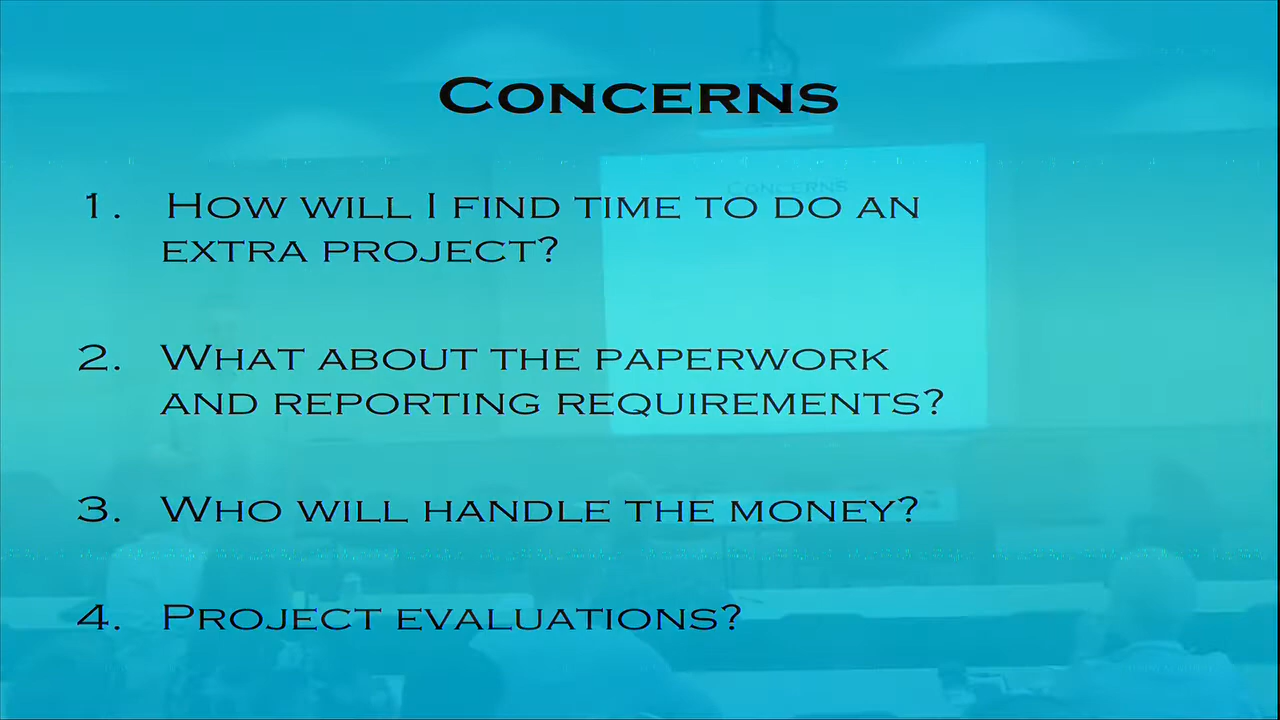 Concerns
1. How will I find time to do an
extra project?
Concerns
2. What about the paperwork
and reporting requirements?
3. Who will handle the money?
4. Project evaluations?